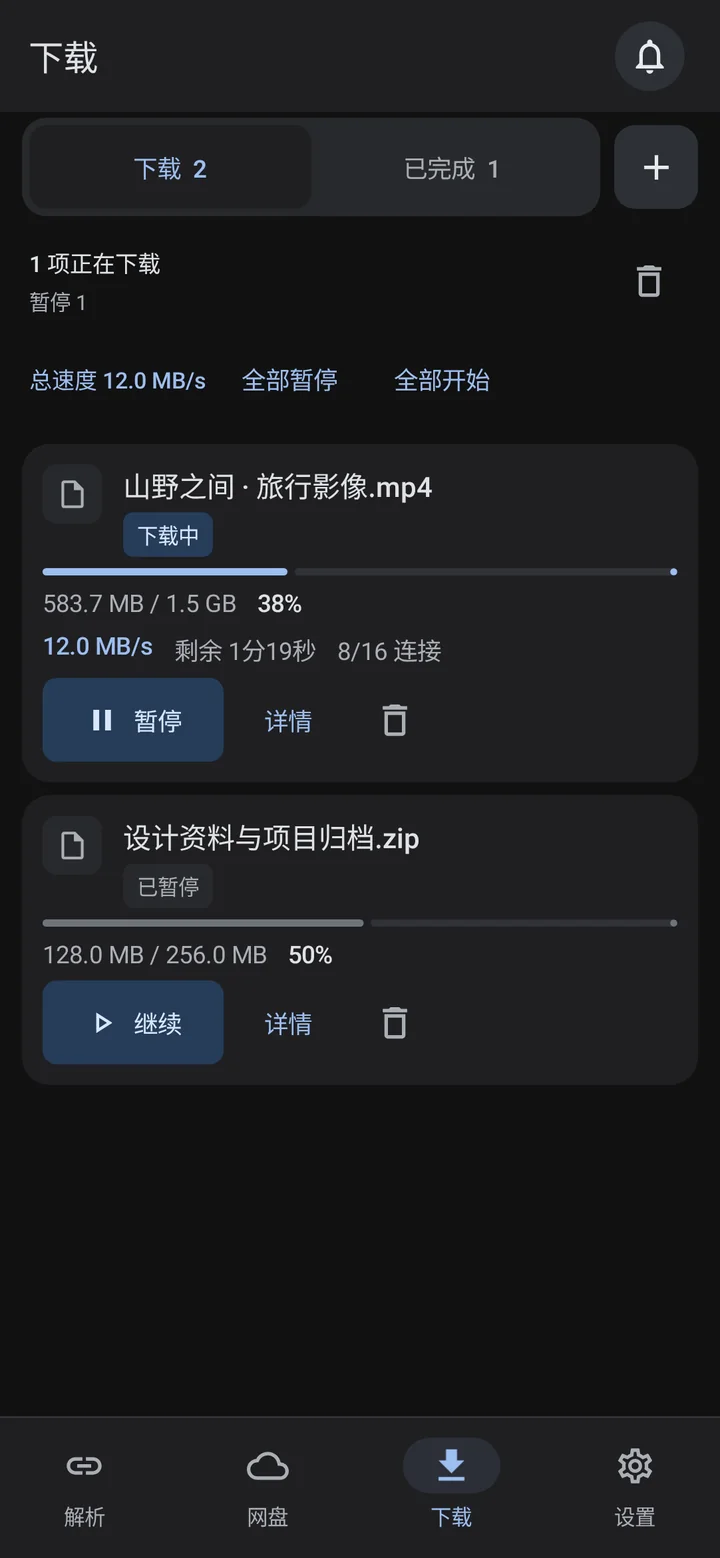 下载
下载 2
已完成 1
1 项正在下载
暂停 1
总速度 12.0 MB/s 全部暂停 全部开始
山野之间 · 旅行影像.mp4
下载中
583.7 MB / 1.5 GB 38%
12.0 MB/s 剩余 1分19秒 8/16 连接
暂停 详情
设计资料与项目归档.zip
已暂停
128.0 MB / 256.0 MB 50%
继续 详情
解析 网盘 下载 设置